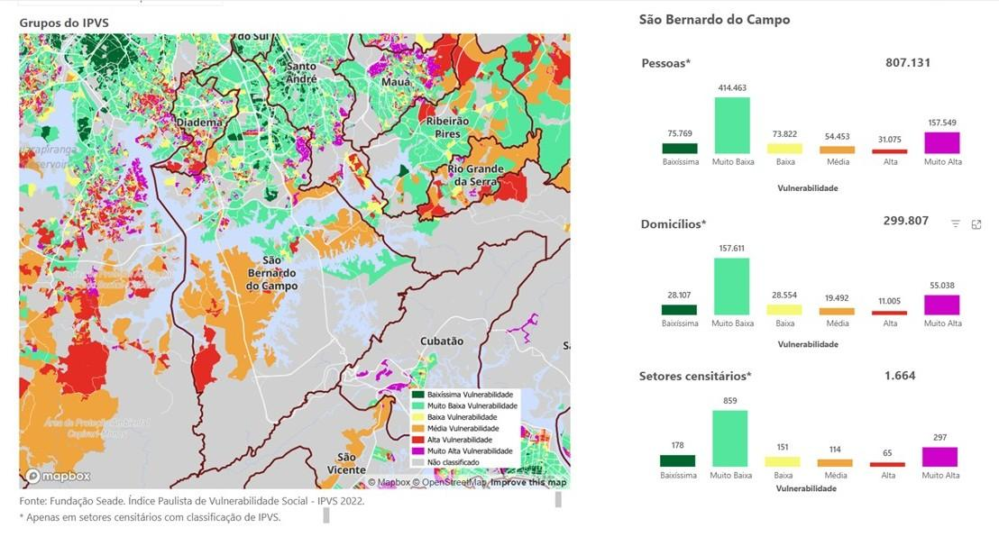 Grupos do IPVS
do Sul
Santo
André
Mauá
Diadema
Ribeirão
Pires
Rio Grande
da Serra
São
Bernardo
do Campo
Cubatão
São
Vicente
Baixíssima Vulnerabilidade
Muito Baixa Vulnerabilidade
Baixa Vulnerabilidade
Média Vulnerabilidade
Alta Vulnerabilidade
Muito Alta Vulnerabilidade
Não classificado
mapbox
© Mapbox © OpenStreetMap Improve this map
Fonte: Fundação Seade. Índice Paulista de Vulnerabilidade Social - IPVS 2022.
* Apenas em setores censitários com classificação de IPVS.
São Bernardo do Campo
Pessoas* 807.131
75.769 414.463 73.822 54.453 31.075 157.549
Baixíssima Muito Baixa Baixa Média Alta Muito Alta
Vulnerabilidade
Domicílios* 299.807
28.107 157.611 28.554 19.492 11.005 55.038
Baixíssima Muito Baixa Baixa Média Alta Muito Alta
Vulnerabilidade
Setores censitários* 1.664
178 859 151 114 65 297
Baixíssima Muito Baixa Baixa Média Alta Muito Alta
Vulnerabilidade